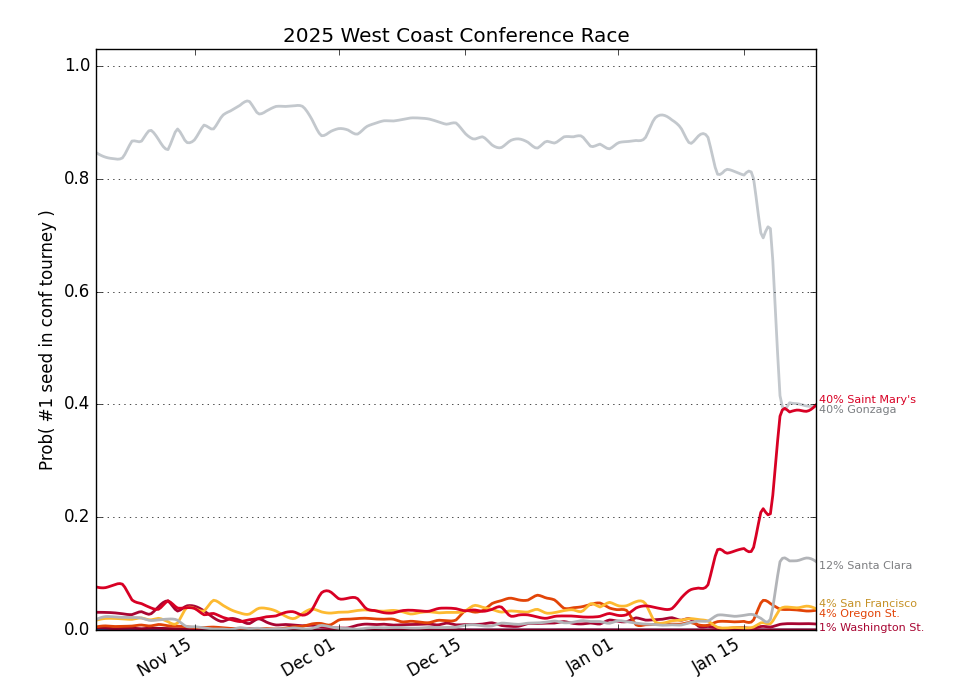 2025 West Coast Conference Race
Prob( #1 seed in conf tourney )
1.0
0.8
0.6
0.4
0.2
0.0
Nov 15
Dec 01
Dec 15
Jan 01
Jan 15
40% Saint Mary's
40% Gonzaga
12% Santa Clara
4% San Francisco
4% Oregon St.
1% Washington St.